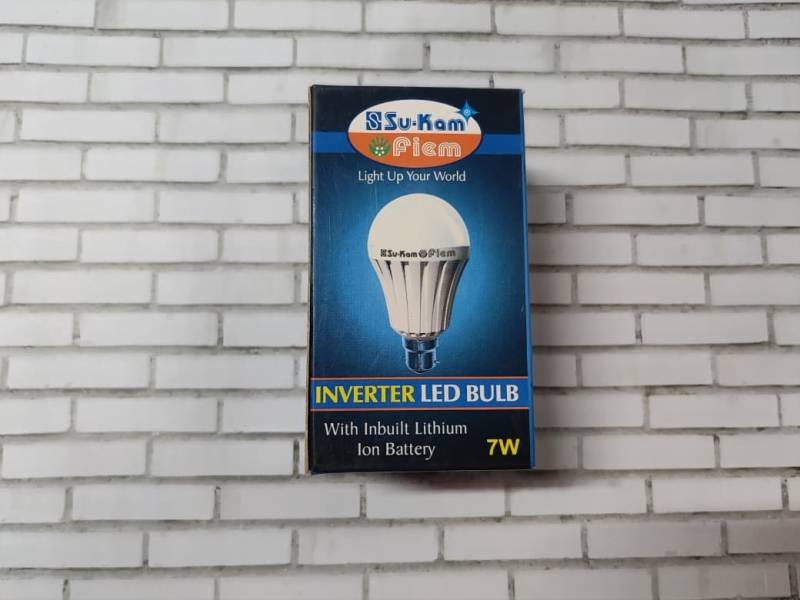 Su-Kam
Fiem
Light Up Your World
Su-Kam Fiem
INVERTER LED BULB
With Inbuilt Lithium
Ion Battery
7W